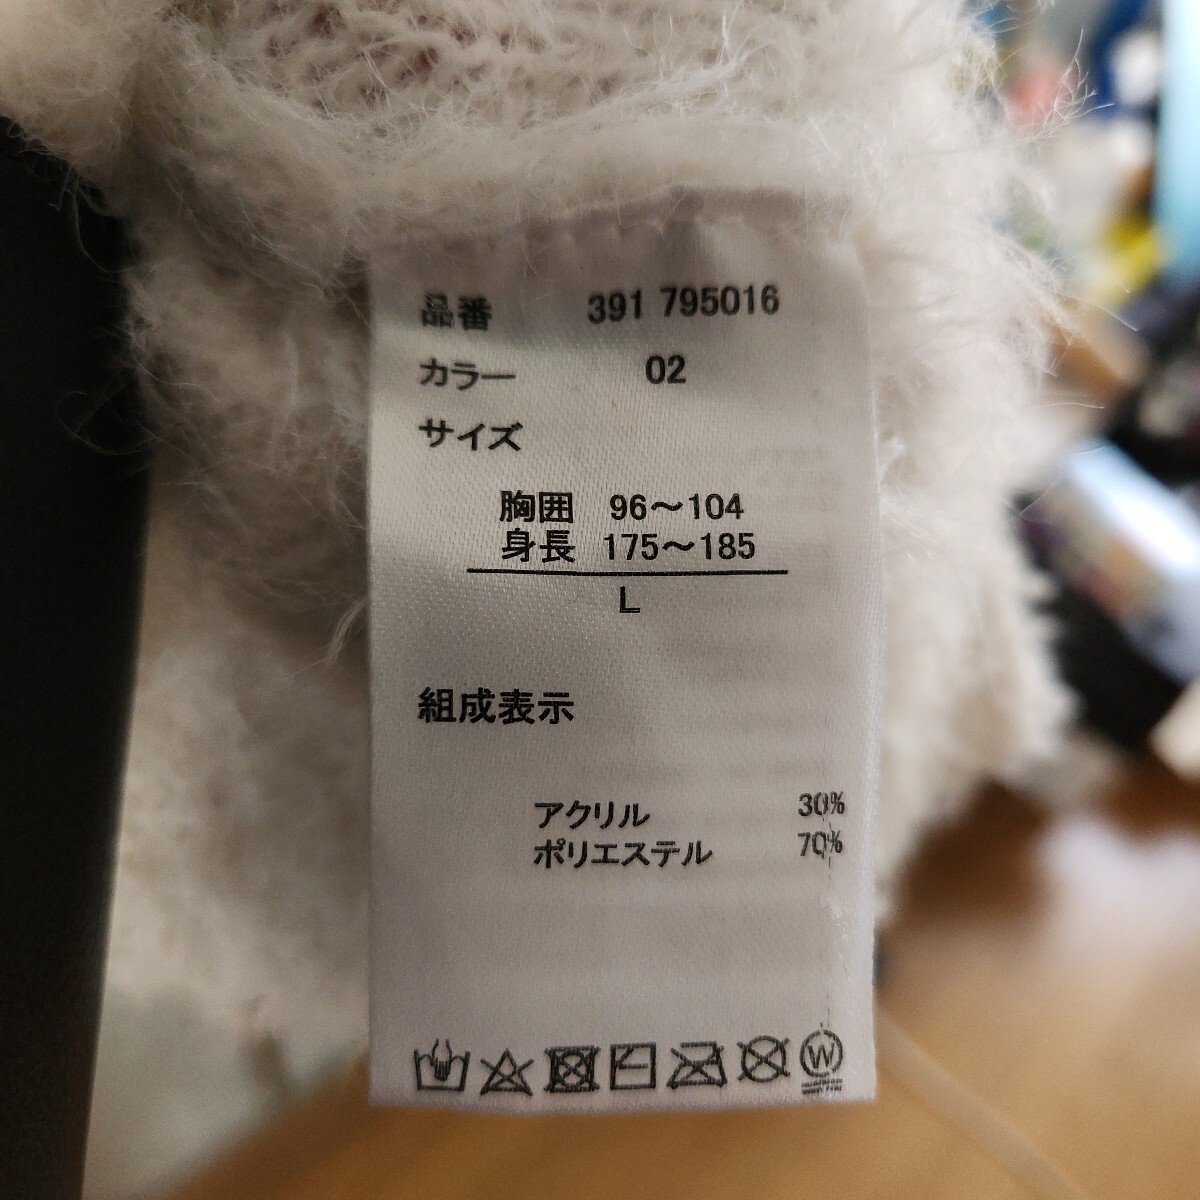 品番 391 795016
カラー 02
サイズ
胸囲 96～104
身長 175～185
L
組成表示
アクリル 30%
ポリエステル 70%
W